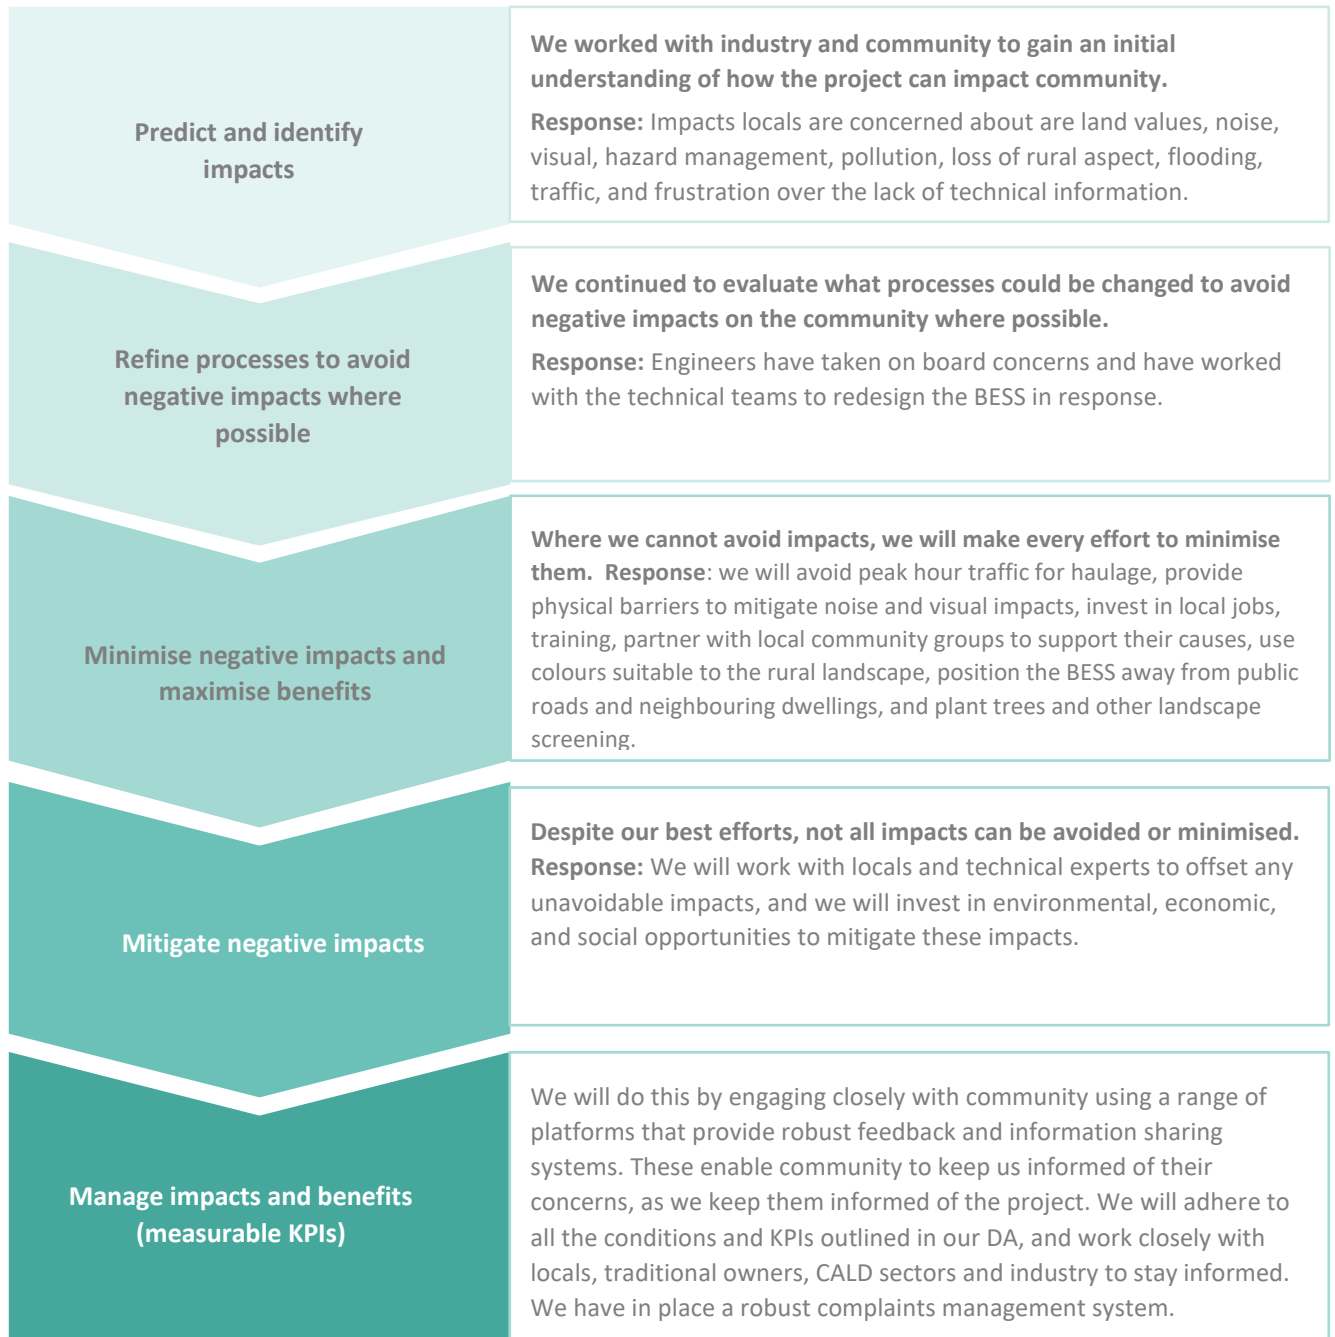 Predict and identify
impacts
We worked with industry and community to gain an initial
understanding of how the project can impact community.
Response: Impacts locals are concerned about are land values, noise,
visual, hazard management, pollution, loss of rural aspect, flooding,
traffic, and frustration over the lack of technical information.
Refine processes to avoid
negative impacts where
possible
We continued to evaluate what processes could be changed to avoid
negative impacts on the community where possible.
Response: Engineers have taken on board concerns and have worked
with the technical teams to redesign the BESS in response.
Minimise negative impacts and
maximise benefits
Where we cannot avoid impacts, we will make every effort to minimise
them. Response: we will avoid peak hour traffic for haulage, provide
physical barriers to mitigate noise and visual impacts, invest in local jobs,
training, partner with local community groups to support their causes, use
colours suitable to the rural landscape, position the BESS away from public
roads and neighbouring dwellings, and plant trees and other landscape
screening.
Mitigate negative impacts
Despite our best efforts, not all impacts can be avoided or minimised.
Response: We will work with locals and technical experts to offset any
unavoidable impacts, and we will invest in environmental, economic,
and social opportunities to mitigate these impacts.
Manage impacts and benefits
(measurable KPIs)
We will do this by engaging closely with community using a range of
platforms that provide robust feedback and information sharing
systems. These enable community to keep us informed of their
concerns, as we keep them informed of the project. We will adhere to
all the conditions and KPIs outlined in our DA, and work closely with
locals, traditional owners, CALD sectors and industry to stay informed.
We have in place a robust complaints management system.